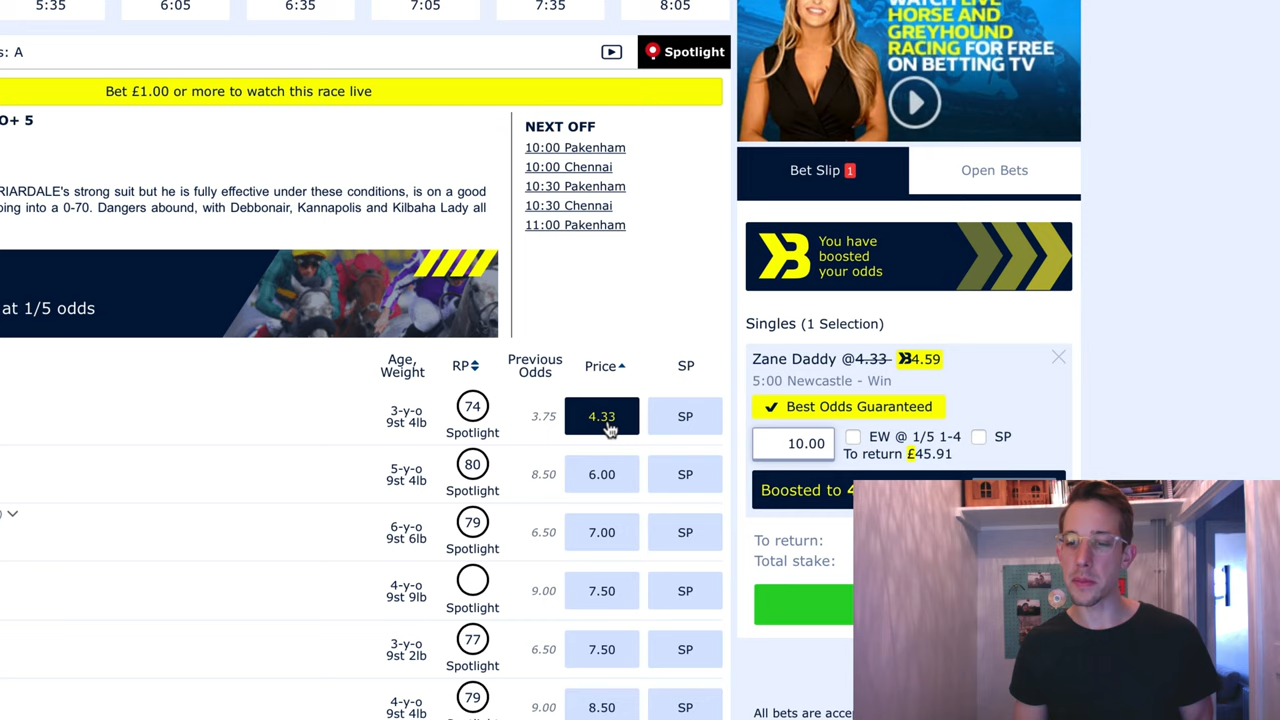 5:35 6:05 6:35 7:05 7:35 8:05
s: A
Spotlight
Bet £1.00 or more to watch this race live
O+ 5
RIARDALE's strong suit but he is fully effective under these conditions, is on a good
oing into a 0-70. Dangers abound, with Debbonair, Kannapolis and Kilbaha Lady all
NEXT OFF
10:00 Pakenham
10:00 Chennai
10:30 Pakenham
10:30 Chennai
11:00 Pakenham
at 1/5 odds
Age, Weight RP Previous Odds Price SP
3-y-o 9st 4lb 74 Spotlight 3.75 4.33 SP
5-y-o 9st 4lb 80 Spotlight 8.50 6.00 SP
6-y-o 9st 6lb 79 Spotlight 6.50 7.00 SP
4-y-o 9st 9lb Spotlight 9.00 7.50 SP
3-y-o 9st 2lb 77 Spotlight 6.50 7.50 SP
4-y-o 9st 4lb 79 9.00 8.50 SP
WATCH LIVE
HORSE AND
GREYHOUND
RACING FOR FREE
ON BETTING TV
Bet Slip 1 Open Bets
You have
boosted
your odds
Singles (1 Selection)
Zane Daddy @4.33 4.59
5:00 Newcastle - Win
Best Odds Guaranteed
10.00 EW @ 1/5 1-4 SP
To return £45.91
Boosted to 4
To return:
Total stake:
All bets are acce